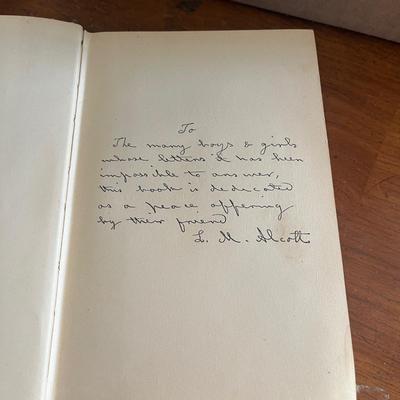 To
The many boys & girls
whose letters it has been
impossible to answer,
this book is dedicated
as a peace offering
by their friend
L. M. Alcott